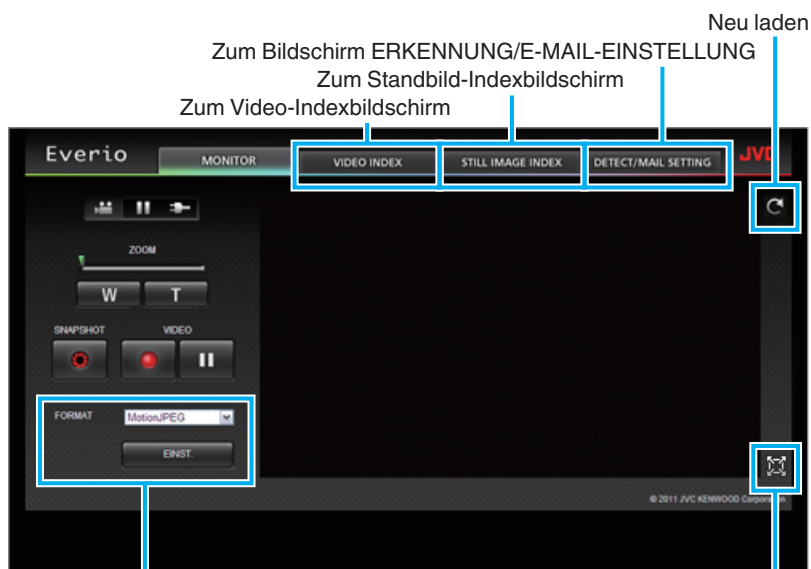 Neu laden
Zum Bildschirm ERKENNUNG/E-MAIL-EINSTELLUNG
Zum Standbild-Indexbildschirm
Zum Video-Indexbildschirm
Everio
MONITOR
VIDEO INDEX
STILL IMAGE INDEX
DETECT/MAIL SETTING
JVC
ZOOM
W
T
SNAPSHOT
VIDEO
FORMAT
MotionJPEG
EINST.
© 2011 JVC KENWOOD Corporation